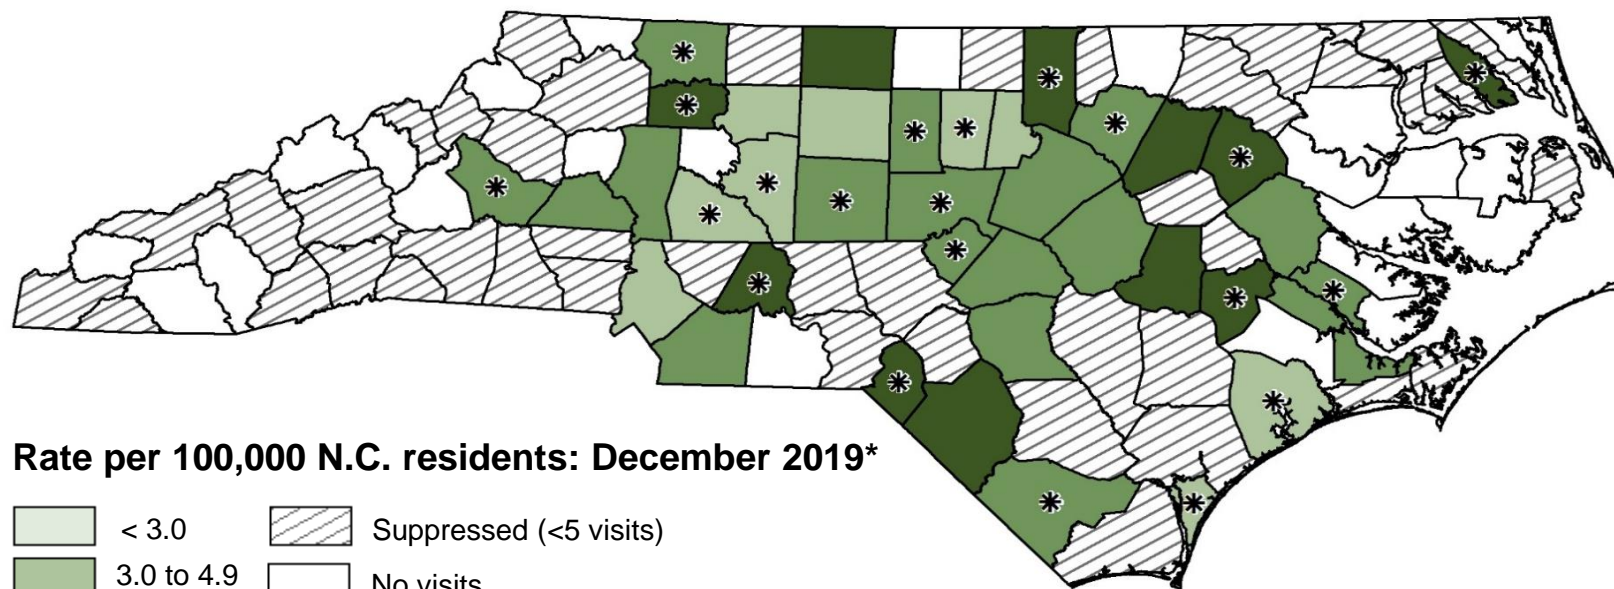 Rate per 100,000 N.C. residents: December 2019*
< 3.0
Suppressed (<5 visits)
3.0 to 4.9
No visits